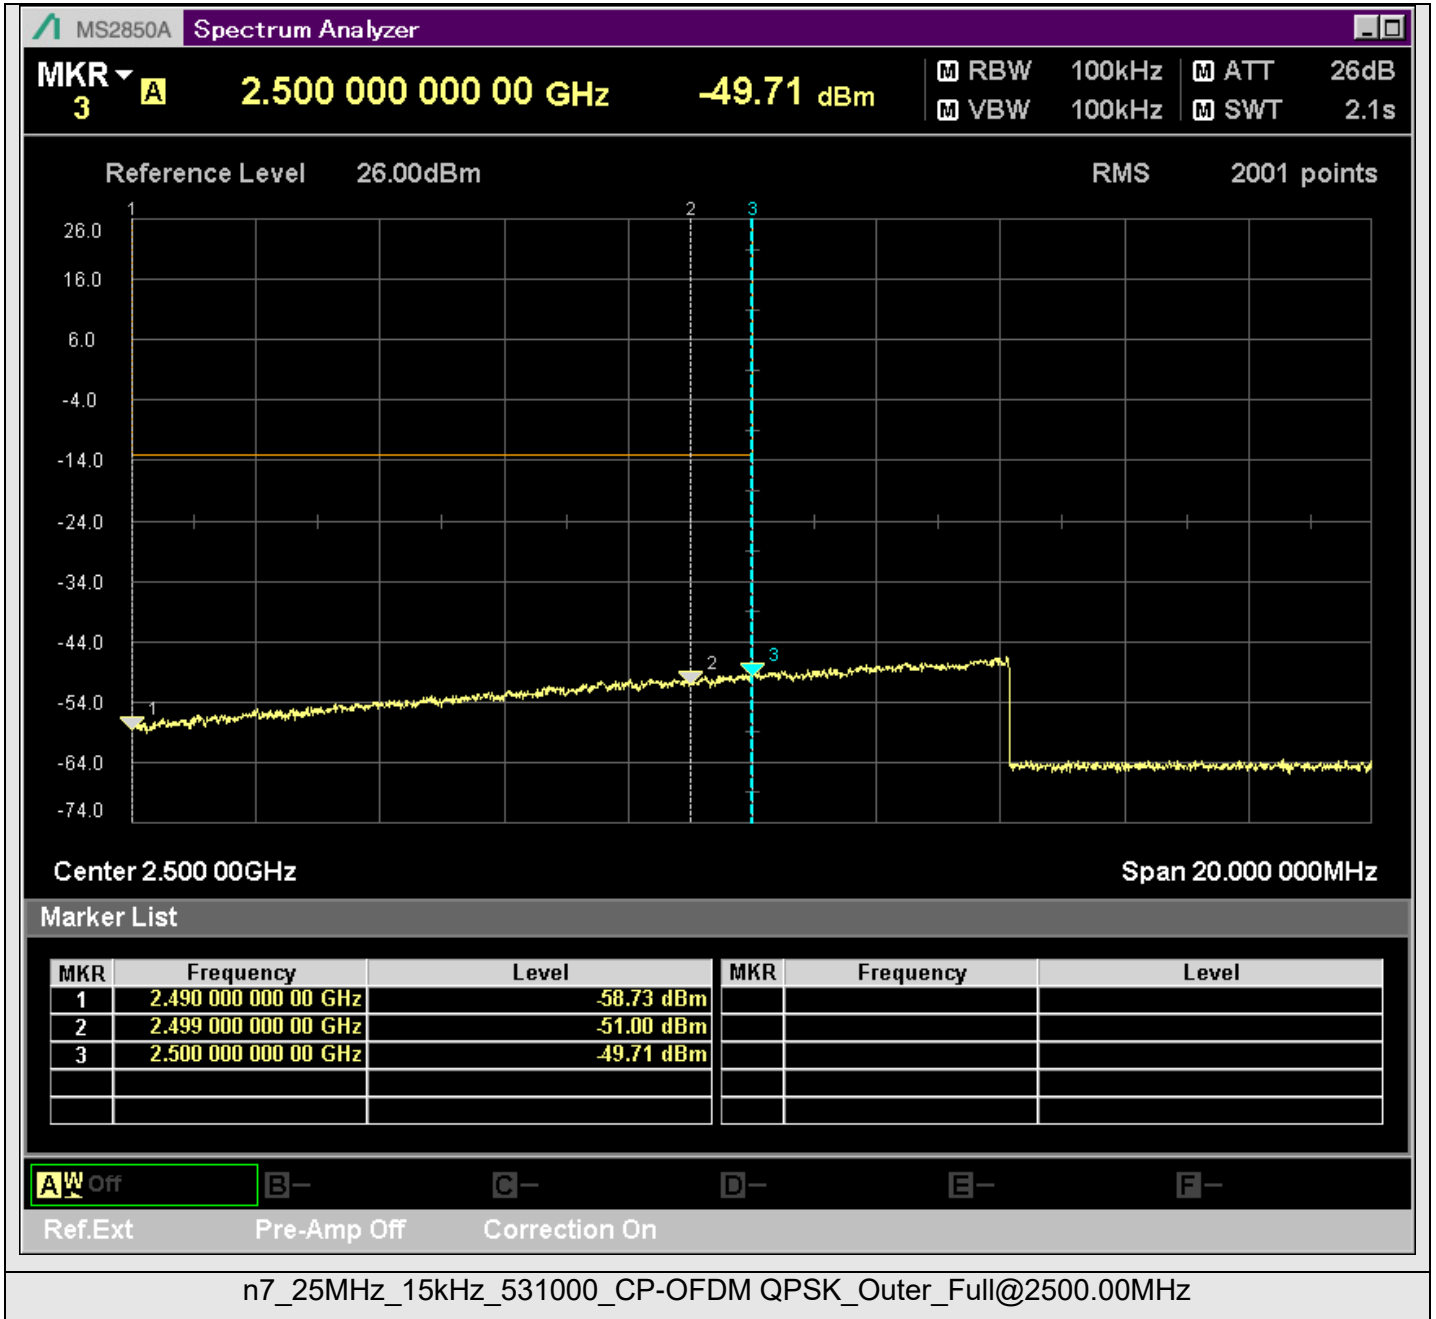 MS2850A Spectrum Analyzer
MKR A 2.500 000 000 00 GHz -49.71 dBm M RBW 100kHz M ATT 26dB
3 M VBW 100kHz M SWT 2.1s
Reference Level 26.00dBm RMS 2001 points
1 2 3
26.0
16.0
6.0
-4.0
-14.0
-24.0
-34.0
-44.0
2 3
-54.0
1
-64.0
-74.0
Center 2.500 00GHz Span 20.000 000MHz
Marker List
MKR Frequency Level MKR Frequency Level
1 2.490 000 000 00 GHz -58.73 dBm
2 2.499 000 000 00 GHz -51.00 dBm
3 2.500 000 000 00 GHz -49.71 dBm
A W Off B - C - D - E - F -
Ref.Ext Pre-Amp Off Correction On
n7_25MHz_15kHz_531000_CP-OFDM QPSK_Outer_Full@2500.00MHz